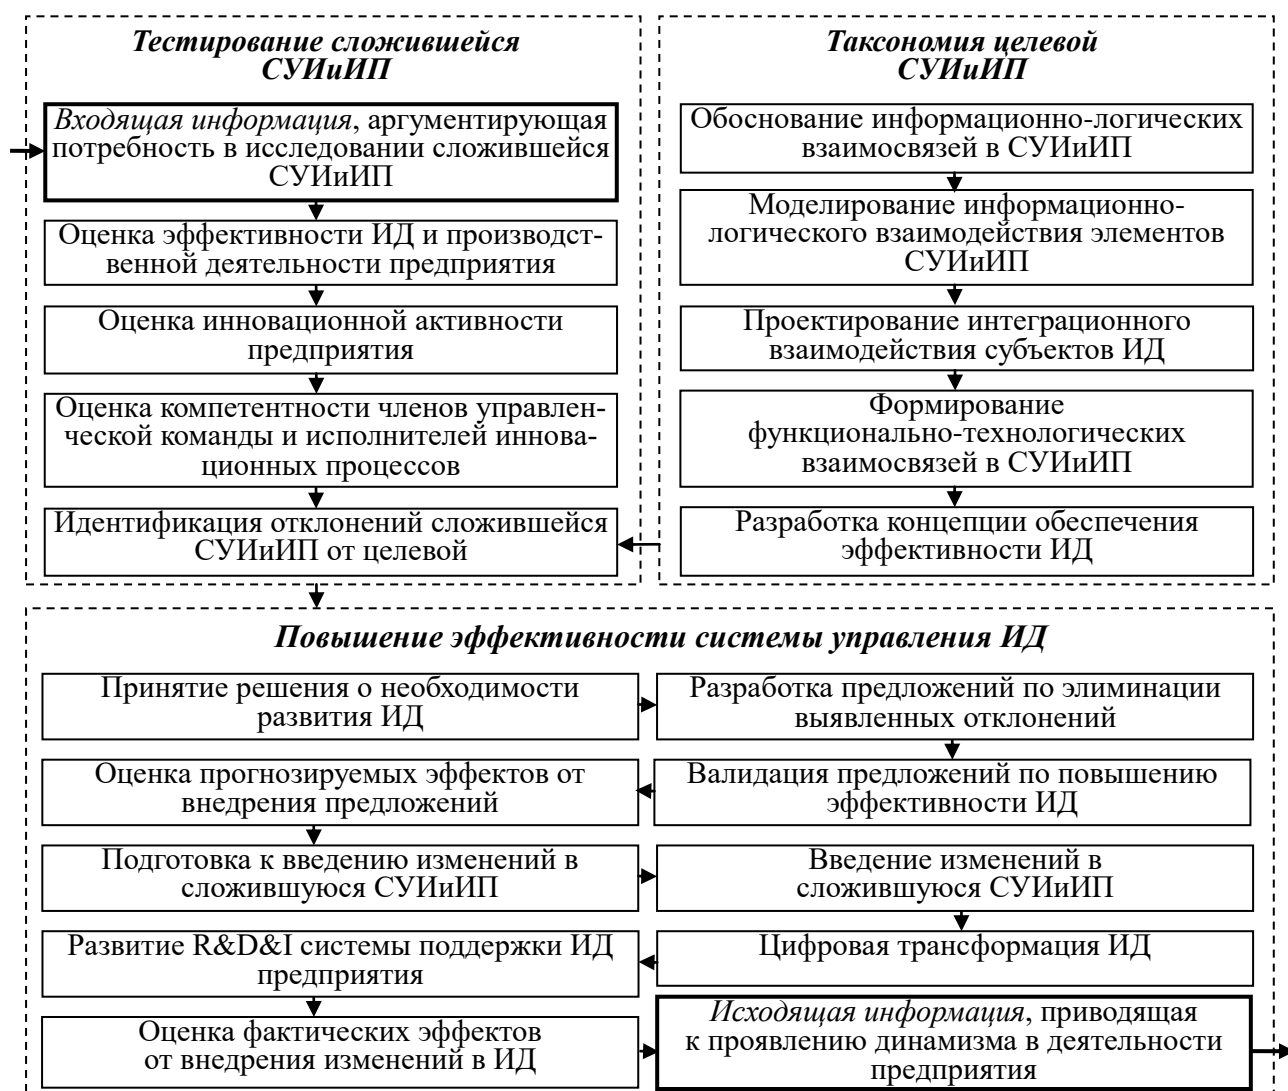 Тестирование сложившейся
СУИиИП
Входящая информация, аргументирующая
потребность в исследовании сложившейся
СУИиИП
Оценка эффективности ИД и производст-
венной деятельности предприятия
Оценка инновационной активности
предприятия
Оценка компетентности членов управлен-
ческой команды и исполнителей иннова-
ционных процессов
Идентификация отклонений сложившейся
СУИиИП от целевой
Таксономия целевой
СУИиИП
Обоснование информационно-логических
взаимосвязей в СУИиИП
Моделирование информационно-
логического взаимодействия элементов
СУИиИП
Проектирование интеграционного
взаимодействия субъектов ИД
Формирование
функционально-технологических
взаимосвязей в СУИиИП
Разработка концепции обеспечения
эффективности ИД
Повышение эффективности системы управления ИД
Принятие решения о необходимости
развития ИД
Разработка предложений по элиминации
выявленных отклонений
Оценка прогнозируемых эффектов от
внедрения предложений
Валидация предложений по повышению
эффективности ИД
Подготовка к введению изменений в
сложившуюся СУИиИП
Введение изменений в
сложившуюся СУИиИП
Развитие R&D&I системы поддержки ИД
предприятия
Цифровая трансформация ИД
Оценка фактических эффектов
от внедрения изменений в ИД
Исходящая информация, приводящая
к проявлению динамизма в деятельности
предприятия